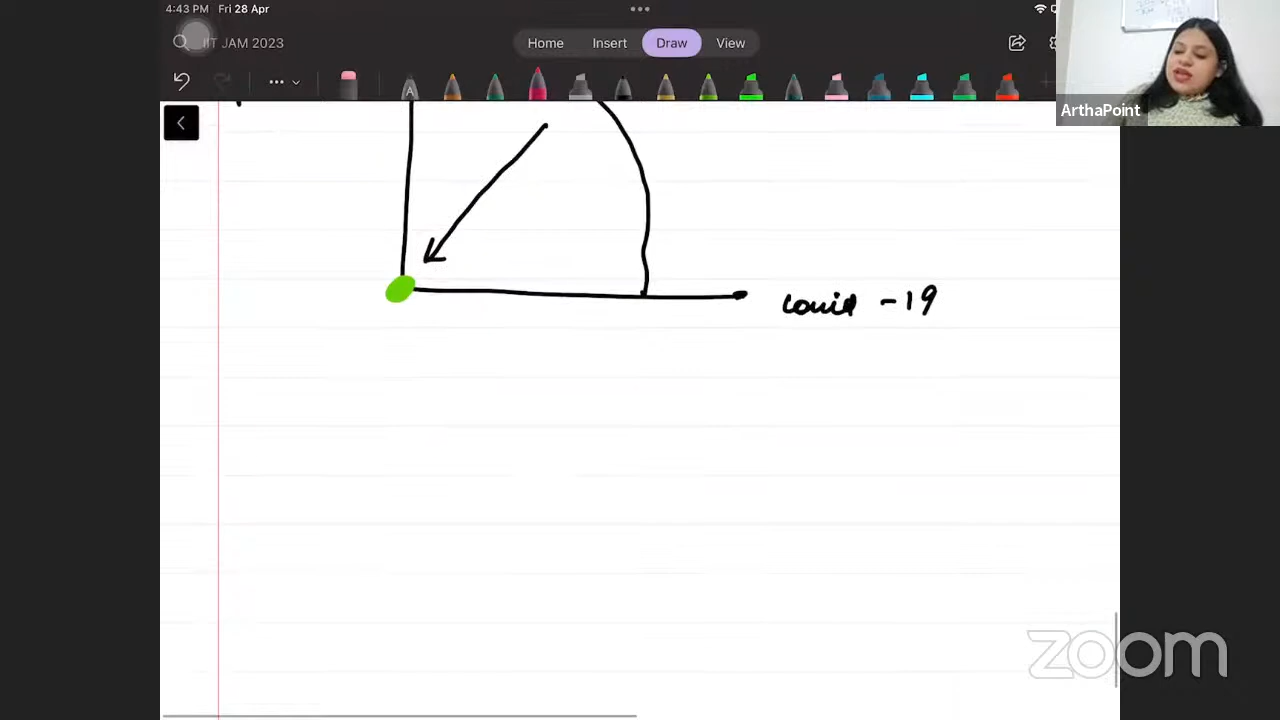 4:43 PM Fri 28 Apr
IIT JAM 2023
Home Insert Draw View
A
ArthaPoint
Covid -19
zoom